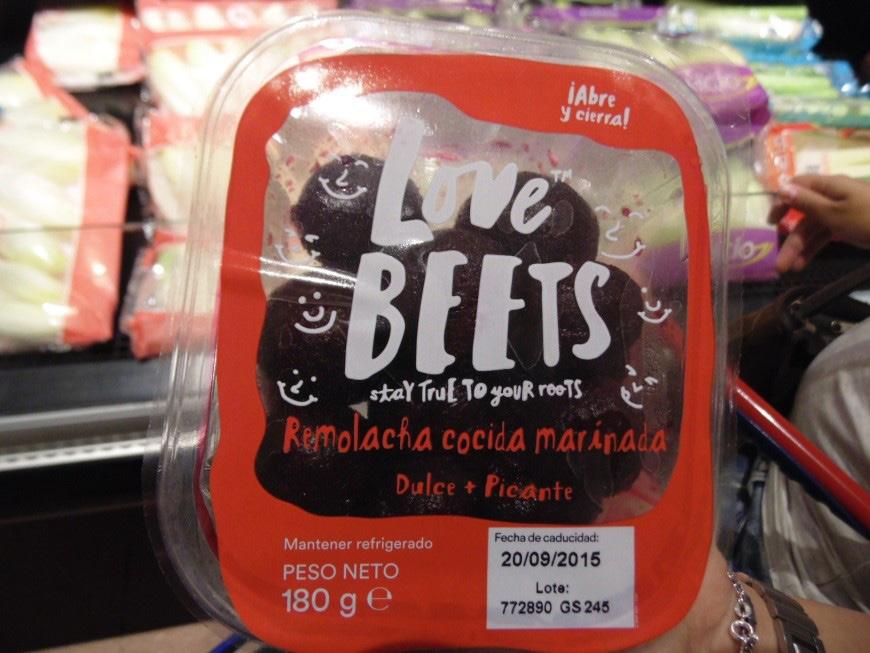 ¡Abre
y cierra!
Love™
BEETS
stay True To your roots
Remolacha cocida marinada
Dulce + Picante
Mantener refrigerado
PESO NETO
180 g ℮
Fecha de caducidad:
20/09/2015
Lote:
772890 GS 245